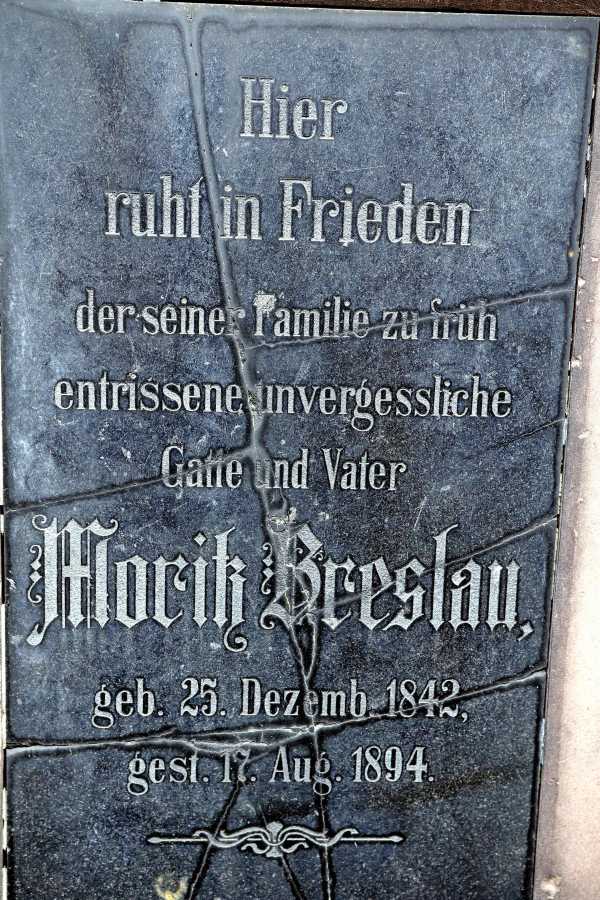 Hier
ruht in Frieden
der seiner Familie zu früh
entrissene unvergessliche
Gatte und Vater
Moritz Breslau,
geb. 25. Dezemb. 1842,
gest. 17. Aug. 1894.